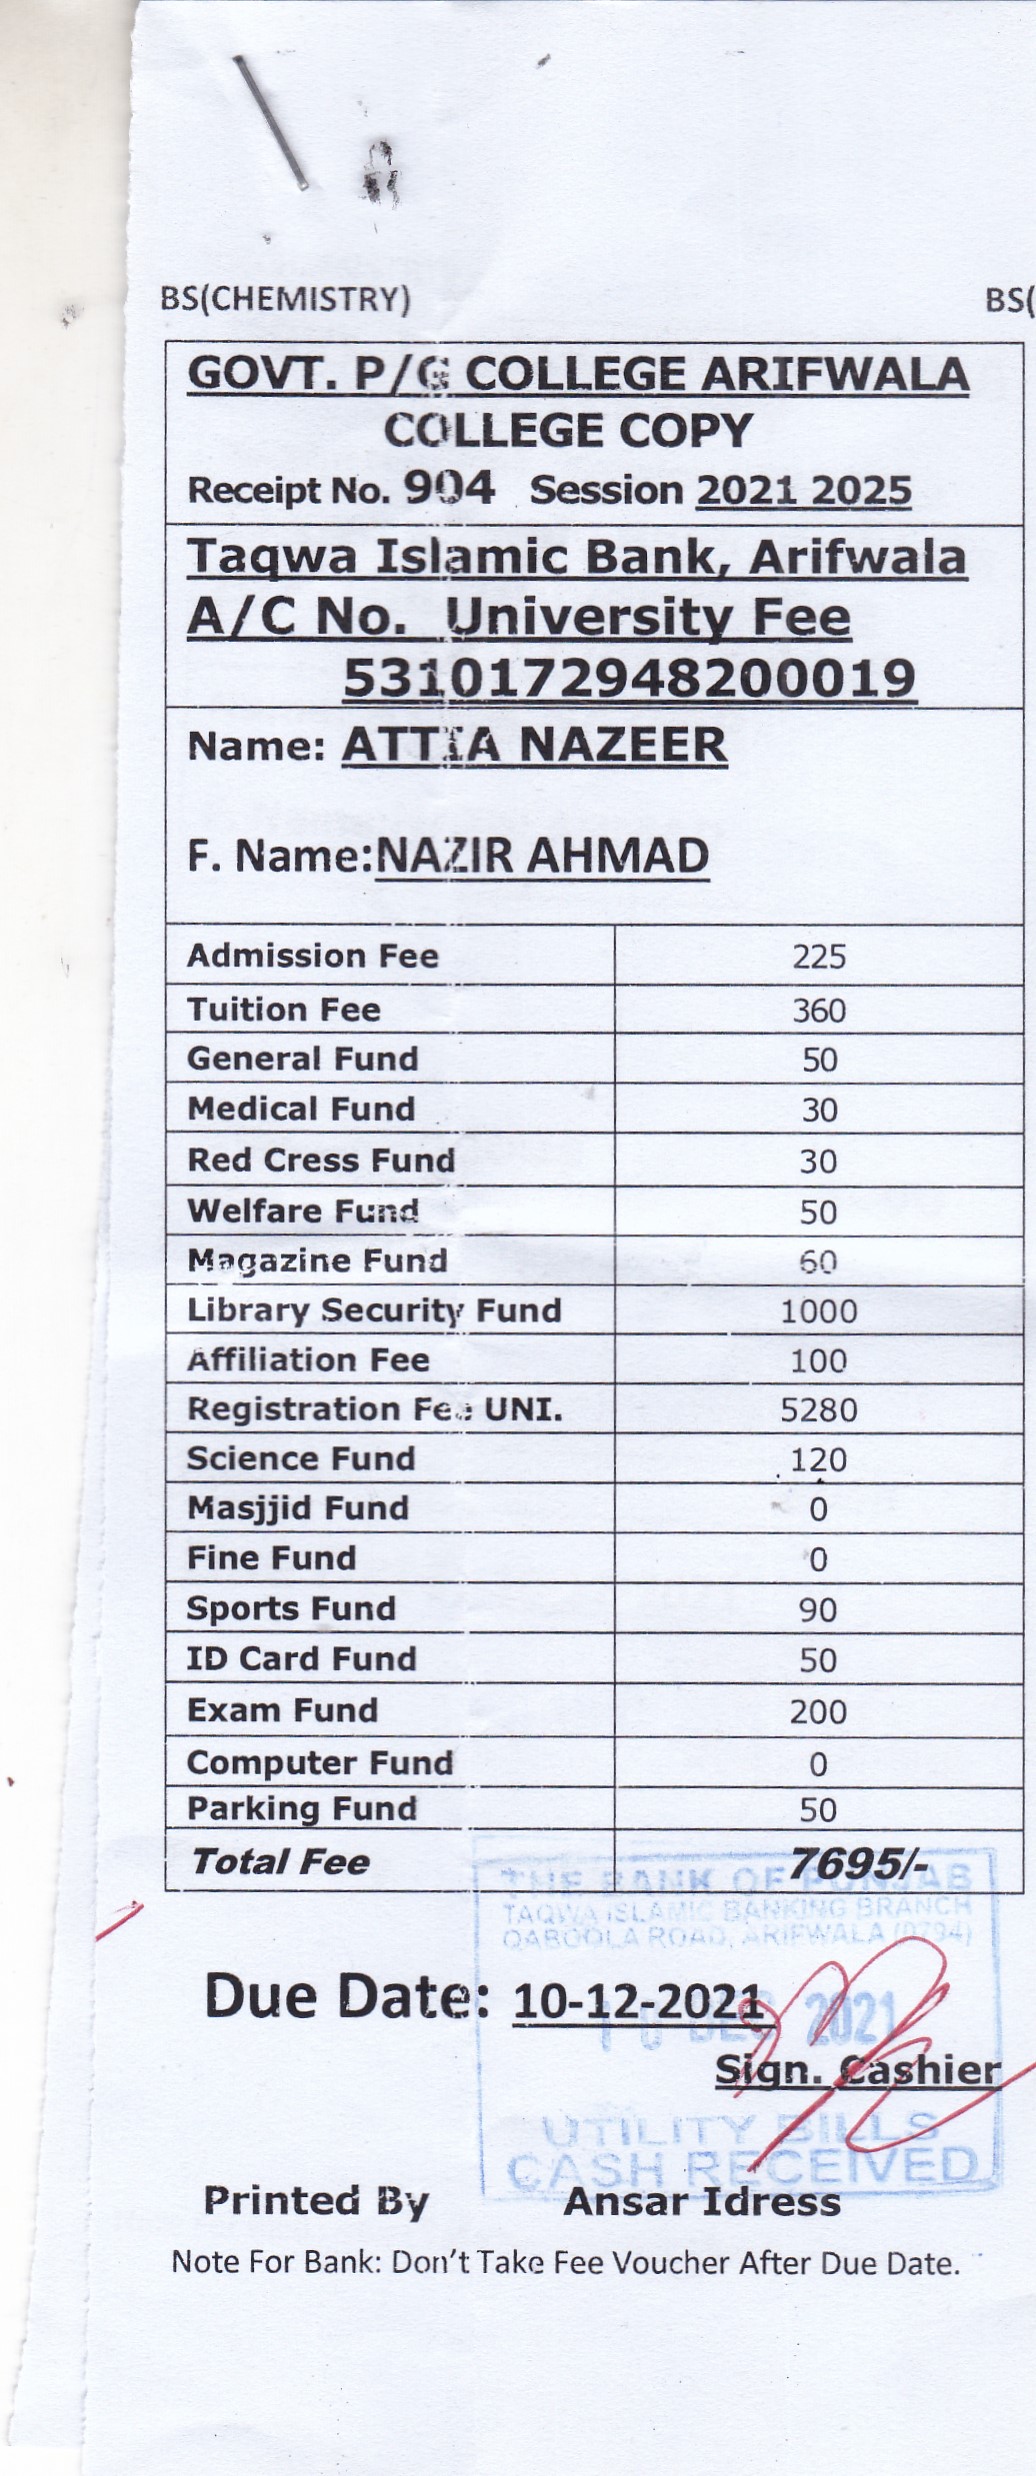 BS(CHEMISTRY) BS(
GOVT. P/G COLLEGE ARIFWALA
COLLEGE COPY
Receipt No. 904 Session 2021 2025
Taqwa Islamic Bank, Arifwala
A/C No. University Fee
5310172948200019
Name: ATTIA NAZEER
F. Name:NAZIR AHMAD
Admission Fee 225
Tuition Fee 360
General Fund 50
Medical Fund 30
Red Cress Fund 30
Welfare Fund 50
Magazine Fund 60
Library Security Fund 1000
Affiliation Fee 100
Registration Fee UNI. 5280
Science Fund 120
Masjjid Fund 0
Fine Fund 0
Sports Fund 90
ID Card Fund 50
Exam Fund 200
Computer Fund 0
Parking Fund 50
Total Fee 7695/-
THE BANK OF PUNJAB
TAQWA ISLAMIC BANKING BRANCH
QABOOLA ROAD, ARIFWALA (0794)
Due Date: 10-12-2021
10 DEC 2021
Sign. Cashier
UTILITY BILLS
CASH RECEIVED
Printed By Ansar Idress
Note For Bank: Don't Take Fee Voucher After Due Date.